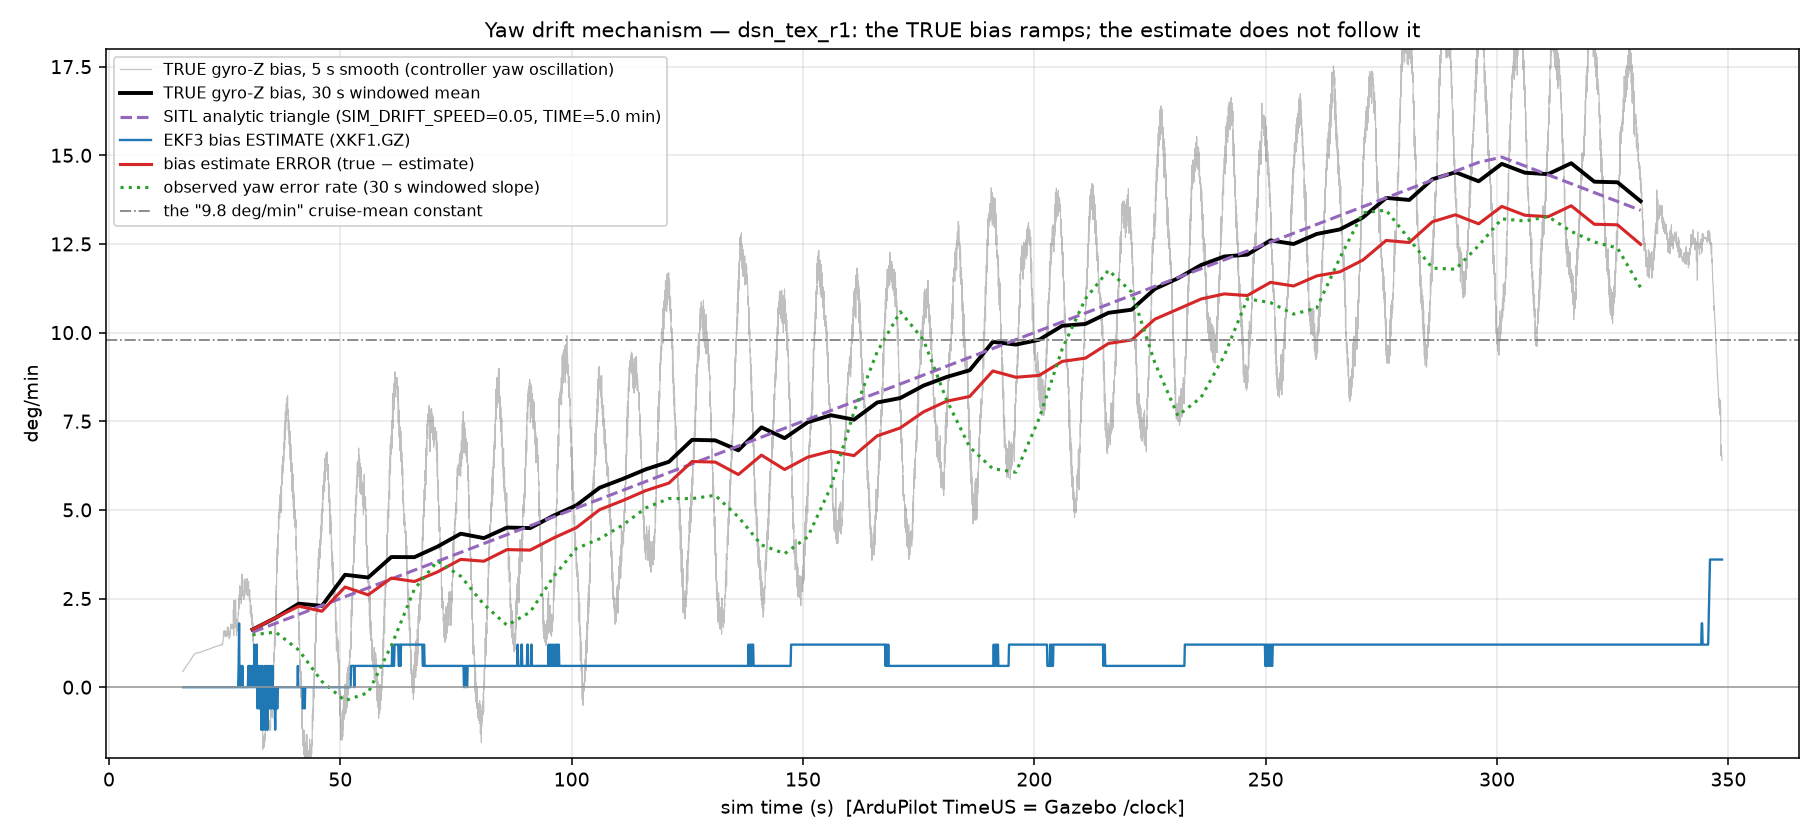 Yaw drift mechanism — dsn_tex_r1: the TRUE bias ramps; the estimate does not follow it
TRUE gyro-Z bias, 5 s smooth (controller yaw oscillation)
TRUE gyro-Z bias, 30 s windowed mean
SITL analytic triangle (SIM_DRIFT_SPEED=0.05, TIME=5.0 min)
EKF3 bias ESTIMATE (XKF1.GZ)
bias estimate ERROR (true − estimate)
observed yaw error rate (30 s windowed slope)
the "9.8 deg/min" cruise-mean constant
17.5
15.0
12.5
10.0
7.5
5.0
2.5
0.0
deg/min
0 50 100 150 200 250 300 350
sim time (s)  [ArduPilot TimeUS = Gazebo /clock]